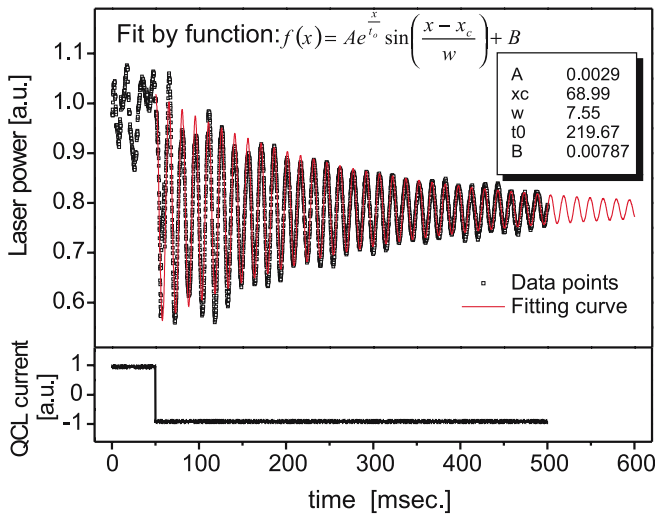 Fit by function: f(x) = Ae^{x/t_o} sin((x − x_c)/w) + B
A 0.0029
xc 68.99
w 7.55
t0 219.67
B 0.00787
Laser power [a.u.]
1.1
1.0
0.9
0.8
0.7
0.6
Data points
Fitting curve
QCL current
[a.u.]
1
0
-1
0 100 200 300 400 500 600
time [msec.]